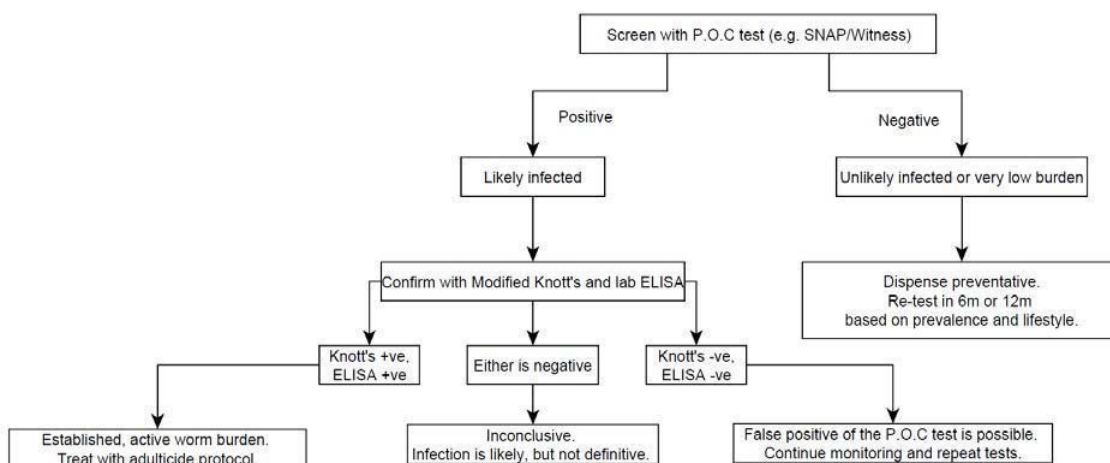 Screen with P.O.C test (e.g. SNAP/Witness)
Positive
Negative
Likely infected
Unlikely infected or very low burden
Confirm with Modified Knott's and lab ELISA
Dispense preventative.
Re-test in 6m or 12m
based on prevalence and lifestyle.
Knott's +ve,
ELISA +ve
Either is negative
Knott's -ve,
ELISA -ve
Established, active worm burden.
Treat with adulticide protocol
Inconclusive.
Infection is likely, but not definitive.
False positive of the P.O.C test is possible.
Continue monitoring and repeat tests.